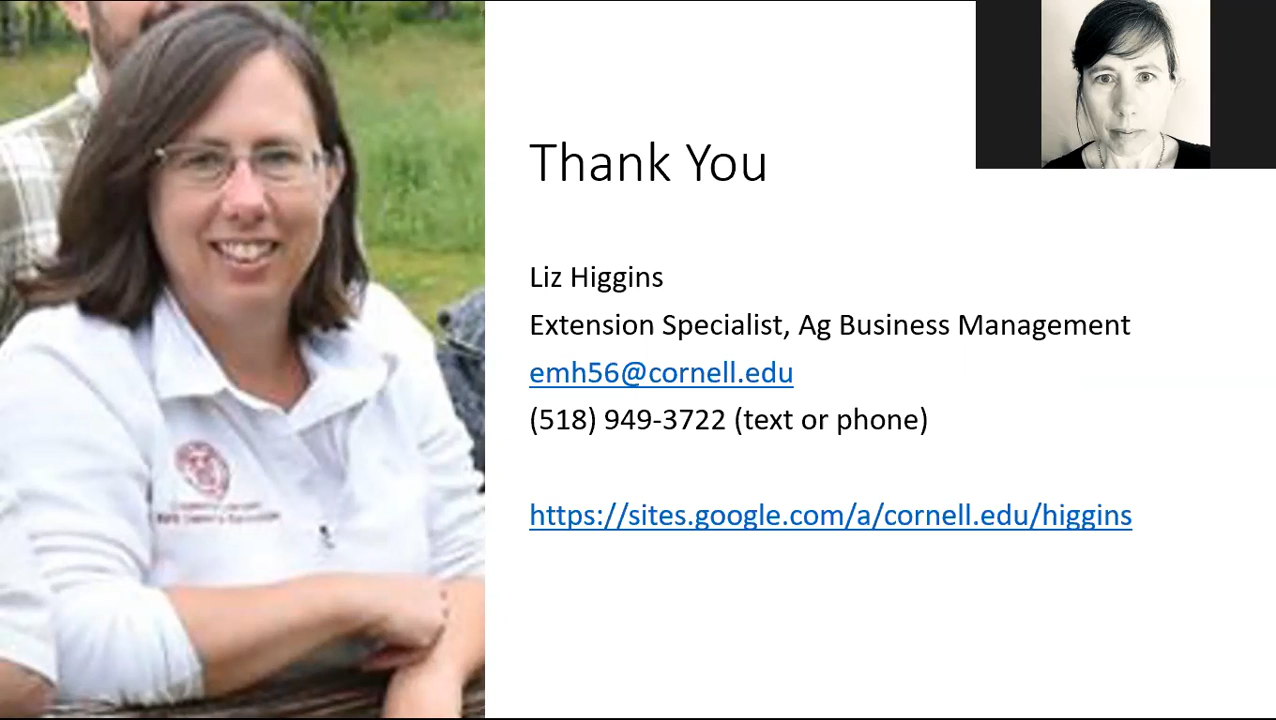 Thank You
Liz Higgins
Extension Specialist, Ag Business Management
emh56@cornell.edu
(518) 949-3722 (text or phone)
https://sites.google.com/a/cornell.edu/higgins